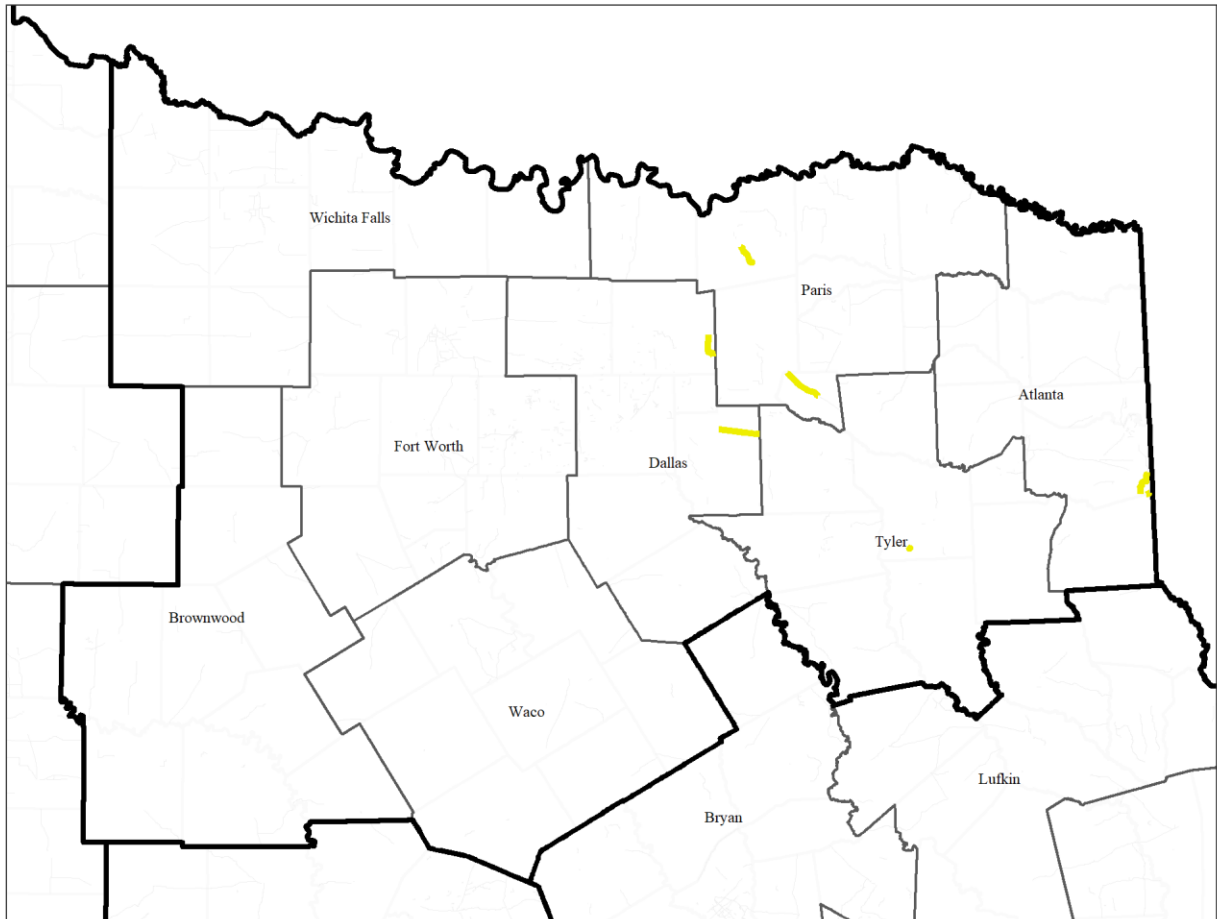 Wichita Falls
Paris
Atlanta
Fort Worth
Dallas
Tyler
Brownwood
Waco
Lufkin
Bryan